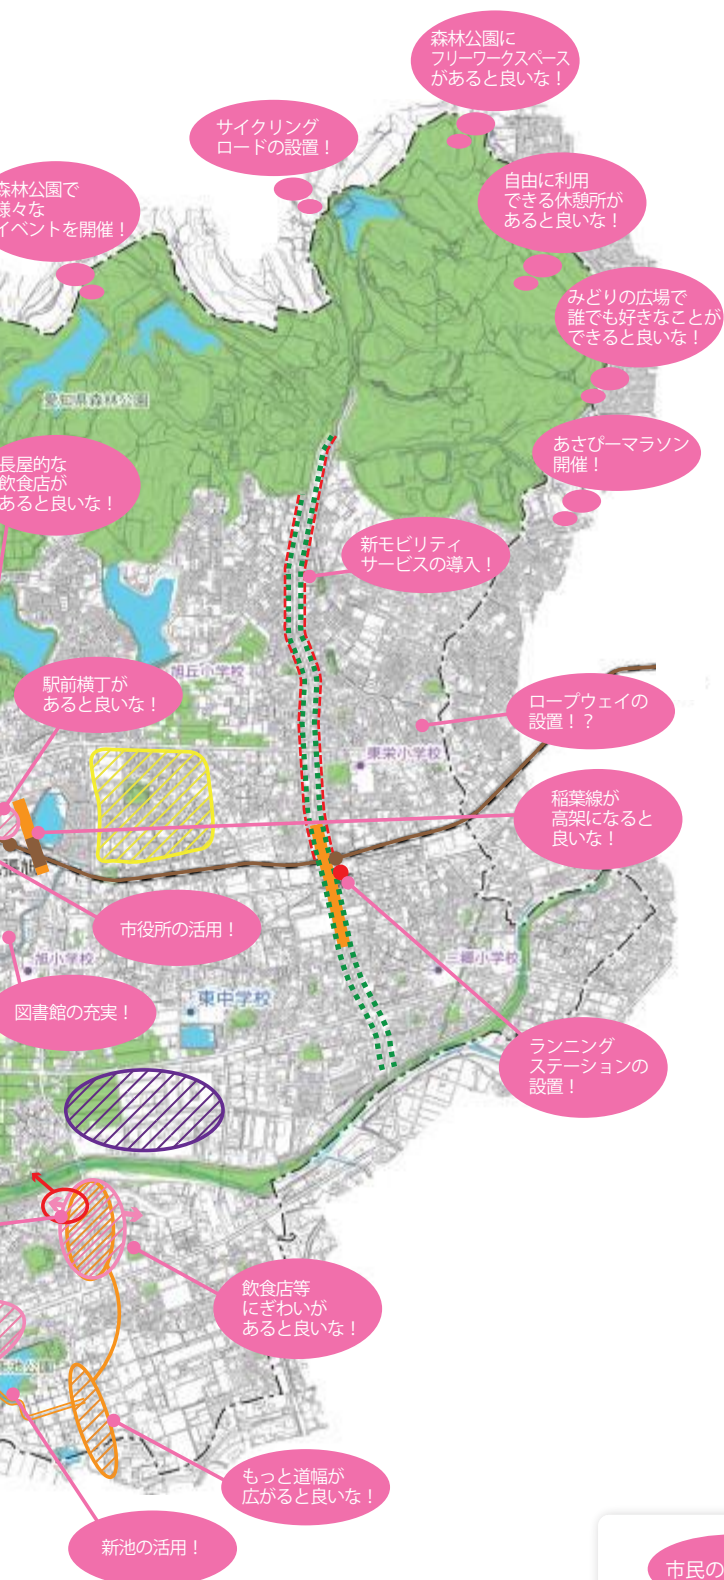 森林公園に
フリーワークスペース
があると良いな！
サイクリング
ロードの設置！
森林公園で
様々な
イベントを開催！
自由に利用
できる休憩所が
あると良いな！
みどりの広場で
誰でも好きなことが
できると良いな！
愛知県森林公園
あさぴーマラソン
開催！
長屋的な
飲食店が
あると良いな！
新モビリティ
サービスの導入！
旭丘小学校
駅前横丁が
あると良いな！
ロープウェイの
設置！？
東栄小学校
稲葉線が
高架になると
良いな！
市役所の活用！
旭小学校
三郷小学校
東中学校
図書館の充実！
ランニング
ステーションの
設置！
飲食店等
にぎわいが
あると良いな！
池公園
もっと道幅が
広がると良いな！
新池の活用！
市民の